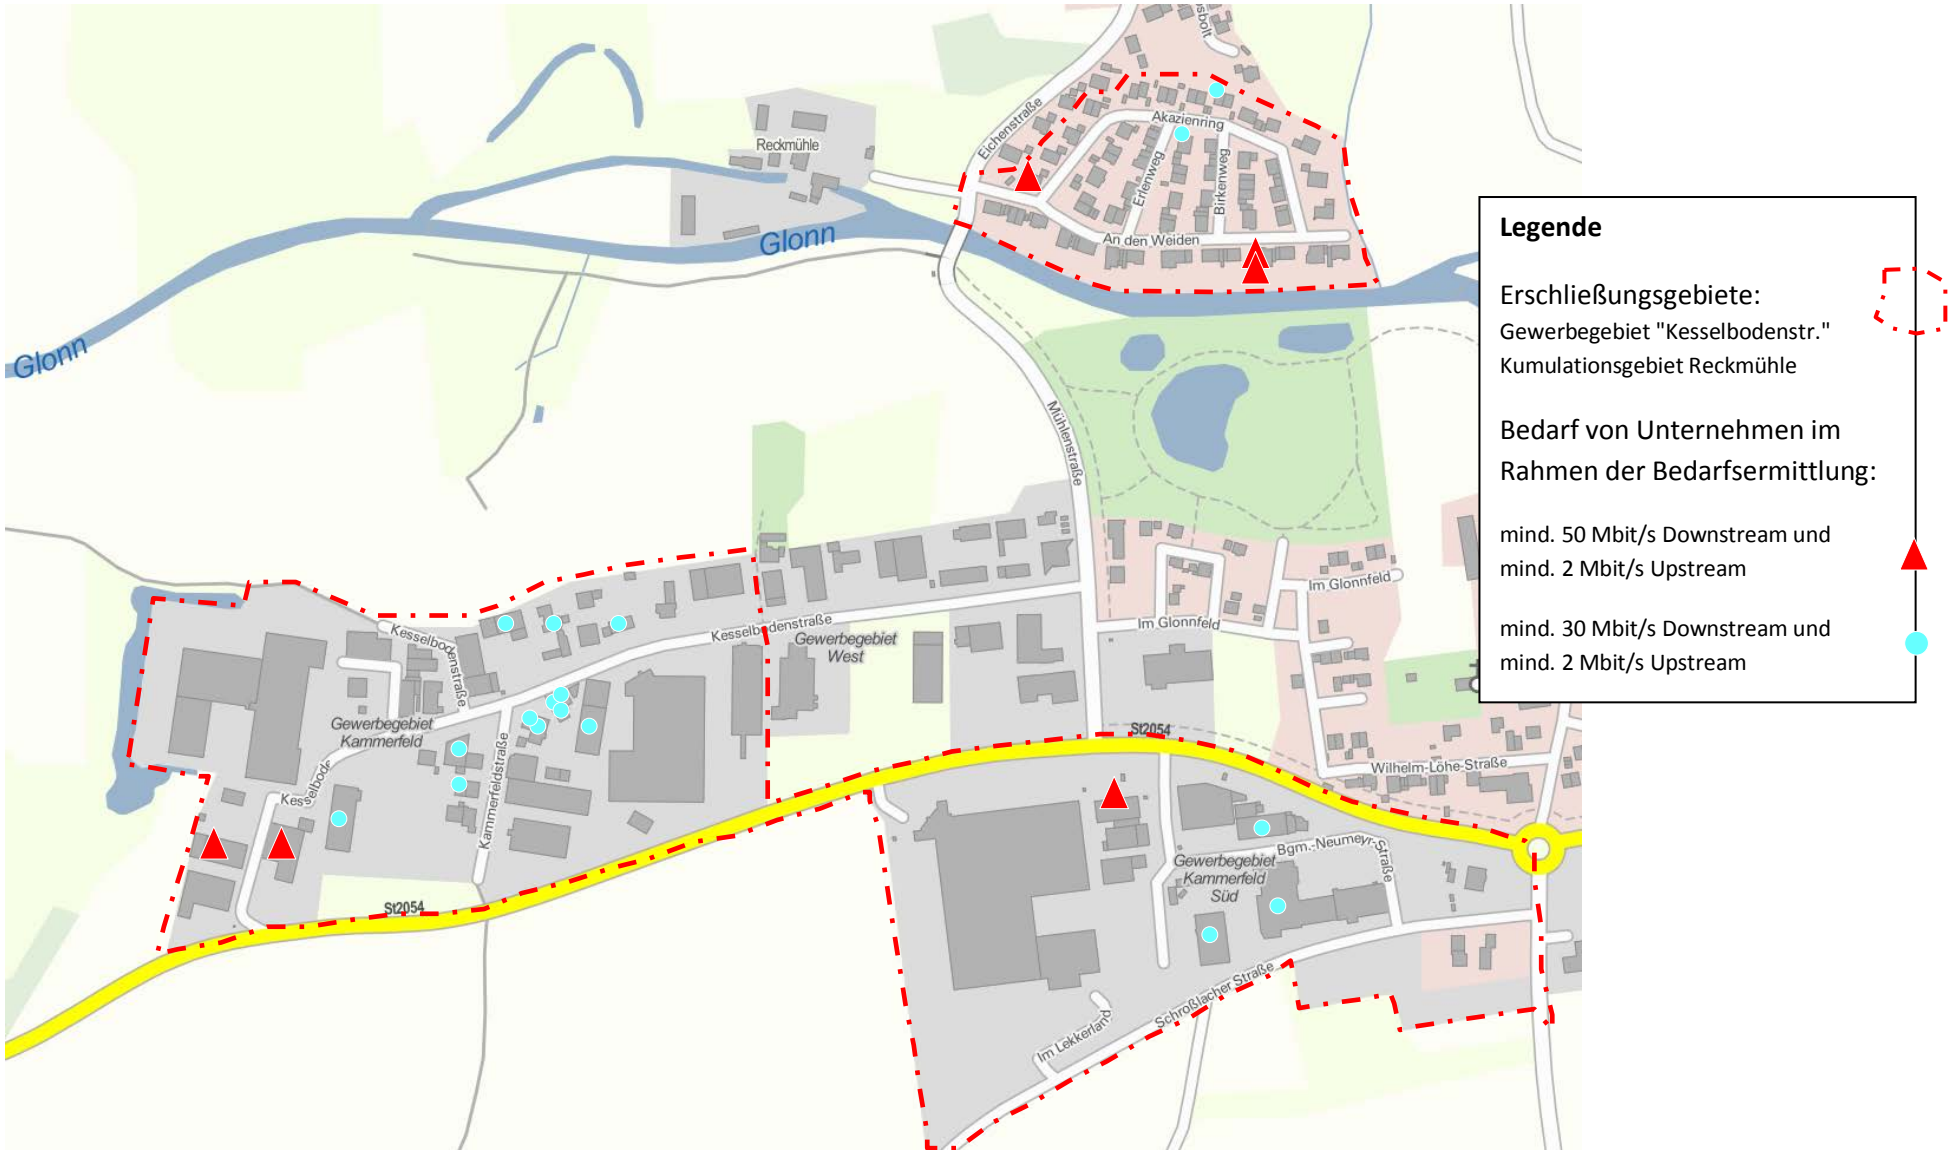 osbolt
Eichenstraße
Akazienring
Reckmühle
Erlenweg
Birkenweg
An den Weiden
Glonn
Glonn
Mühlenstraße
Im Glonnfeld
Im Glonnfeld
Kesselbodenstraße
Kesselbodenstraße
Gewerbegebiet
West
Gewerbegebiet
Kammerfeld
St2054
Kesselbode
Kesselbode
Kammerfeldstraße
Wilhelm-Löhe-Straße
Bgm.-Neumeyr-Straße
Gewerbegebiet
Kammerfeld
Süd
St2054
Schroßlacher Straße
Im Lekkerland
Legende
Erschließungsgebiete:
Gewerbegebiet "Kesselbodenstr."
Kumulationsgebiet Reckmühle
Bedarf von Unternehmen im
Rahmen der Bedarfsermittlung:
mind. 50 Mbit/s Downstream und
mind. 2 Mbit/s Upstream
mind. 30 Mbit/s Downstream und
mind. 2 Mbit/s Upstream